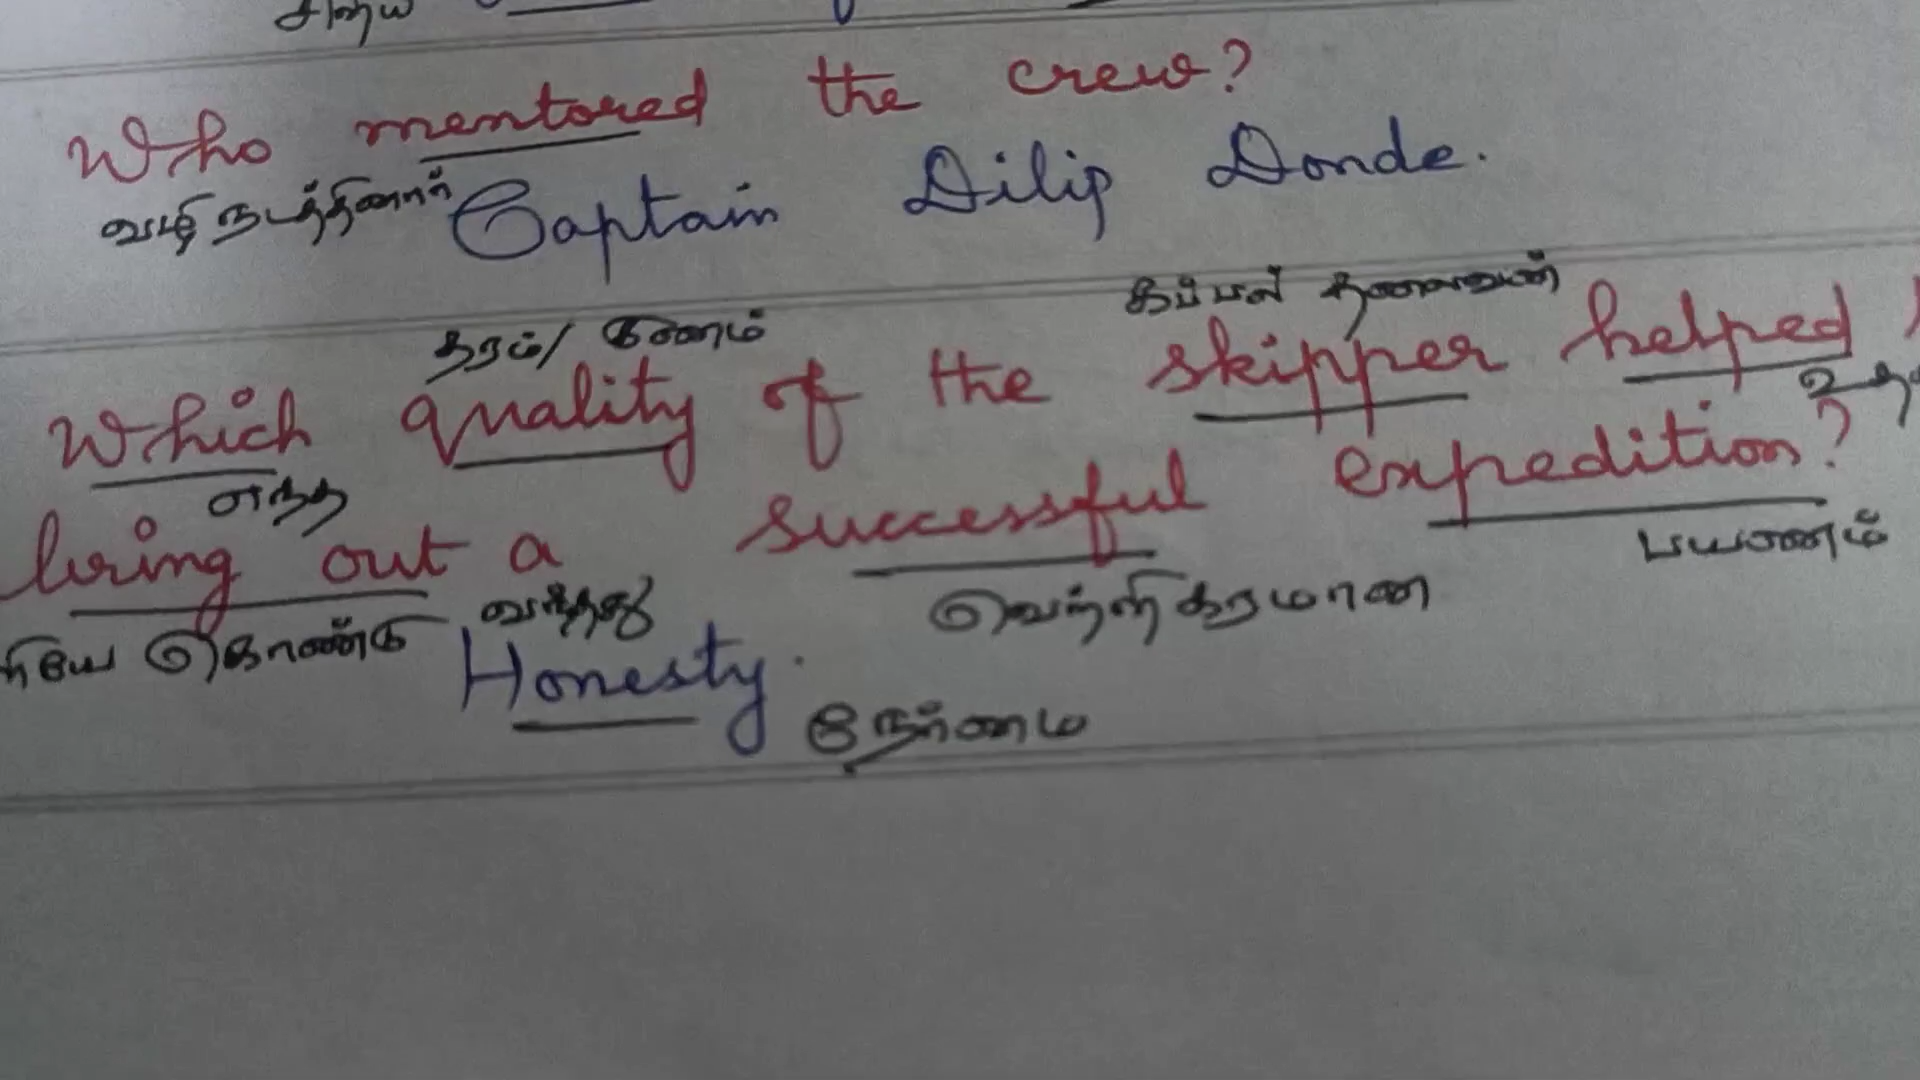 Who mentored the crew?
வழி நடத்தினார்
Captain Dilip Donde.
தரம்/ குணம்
கப்பல் தலைவன்
Which quality of the skipper helped
எந்த
bring out a successful expedition?
பயணம்
கொண்டு வந்தது
வெற்றிகரமான
Honesty.
நேர்மை